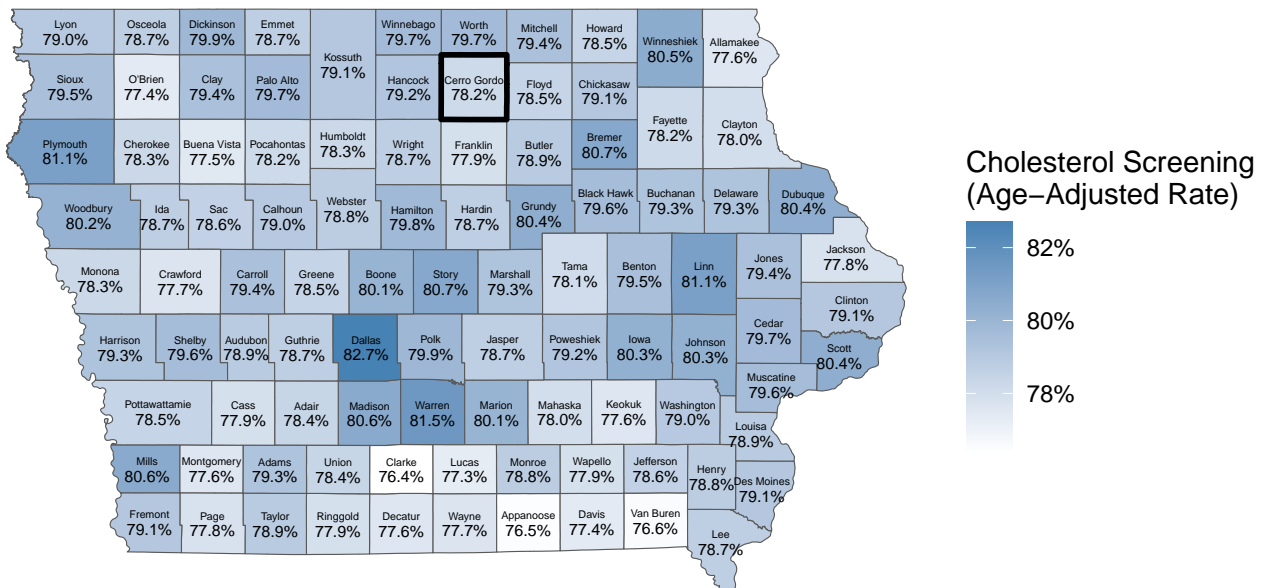 Lyon
79.0%
Osceola
78.7%
Dickinson
79.9%
Emmet
78.7%
Kossuth
79.1%
Winnebago
79.7%
Worth
79.7%
Mitchell
79.4%
Howard
78.5%
Winneshiek
80.5%
Allamakee
77.6%
Sioux
79.5%
O'Brien
77.4%
Clay
79.4%
Palo Alto
79.7%
Hancock
79.2%
Cerro Gordo
78.2%
Floyd
78.5%
Chickasaw
79.1%
Fayette
78.2%
Clayton
78.0%
Plymouth
81.1%
Cherokee
78.3%
Buena Vista
77.5%
Pocahontas
78.2%
Humboldt
78.3%
Wright
78.7%
Franklin
77.9%
Butler
78.9%
Bremer
80.7%
Woodbury
80.2%
Ida
78.7%
Sac
78.6%
Calhoun
79.0%
Webster
78.8%
Hamilton
79.8%
Hardin
78.7%
Grundy
80.4%
Black Hawk
79.6%
Buchanan
79.3%
Delaware
79.3%
Dubuque
80.4%
Monona
78.3%
Crawford
77.7%
Carroll
79.4%
Greene
78.5%
Boone
80.1%
Story
80.7%
Marshall
79.3%
Tama
78.1%
Benton
79.5%
Linn
81.1%
Jones
79.4%
Jackson
77.8%
Clinton
79.1%
Harrison
79.3%
Shelby
79.6%
Audubon
78.9%
Guthrie
78.7%
Dallas
82.7%
Polk
79.9%
Jasper
78.7%
Poweshiek
79.2%
Iowa
80.3%
Johnson
80.3%
Cedar
79.7%
Scott
80.4%
Muscatine
79.6%
Pottawattamie
78.5%
Cass
77.9%
Adair
78.4%
Madison
80.6%
Warren
81.5%
Marion
80.1%
Mahaska
78.0%
Keokuk
77.6%
Washington
79.0%
Louisa
78.9%
Mills
80.6%
Montgomery
77.6%
Adams
79.3%
Union
78.4%
Clarke
76.4%
Lucas
77.3%
Monroe
78.8%
Wapello
77.9%
Jefferson
78.6%
Henry
78.8%
Des Moines
79.1%
Fremont
79.1%
Page
77.8%
Taylor
78.9%
Ringgold
77.9%
Decatur
77.6%
Wayne
77.7%
Appanoose
76.5%
Davis
77.4%
Van Buren
76.6%
Lee
78.7%
Cholesterol Screening
(Age−Adjusted Rate)
82%
80%
78%